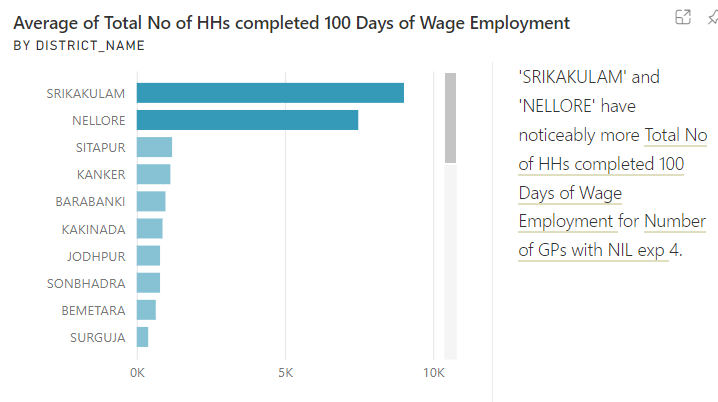 Average of Total No of HHs completed 100 Days of Wage Employment
BY DISTRICT_NAME
SRIKAKULAM
NELLORE
SITAPUR
KANKER
BARABANKI
KAKINADA
JODHPUR
SONBHADRA
BEMETARA
SURGUJA
0K 5K 10K
'SRIKAKULAM' and
'NELLORE' have
noticeably more Total No
of HHs completed 100
Days of Wage
Employment for Number
of GPs with NIL exp 4.